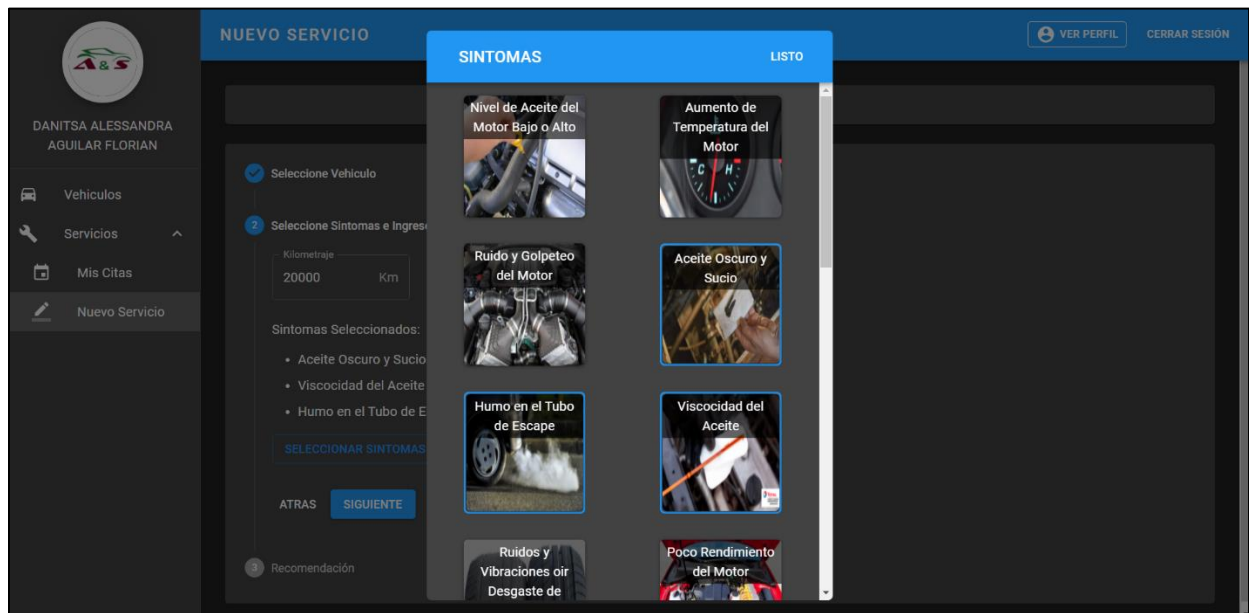 A & S
DANITSA ALESSANDRA
AGUILAR FLORIAN
Vehiculos
Servicios
Mis Citas
Nuevo Servicio
NUEVO SERVICIO
VER PERFIL
CERRAR SESIÓN
Seleccione Vehiculo
2 Seleccione Sintomas e Ingres
Kilometraje
20000 Km
Sintomas Seleccionados:
• Aceite Oscuro y Sucio
• Viscocidad del Aceite
• Humo en el Tubo de E
SELECCIONAR SINTOMAS
ATRAS SIGUIENTE
3 Recomendación
SINTOMAS
LISTO
Nivel de Aceite del
Motor Bajo o Alto
Aumento de
Temperatura del
Motor
C H
Ruido y Golpeteo
del Motor
Aceite Oscuro y
Sucio
Humo en el Tubo
de Escape
Viscocidad del
Aceite
Ruidos y
Vibraciones oir
Desgaste de
Poco Rendimiento
del Motor